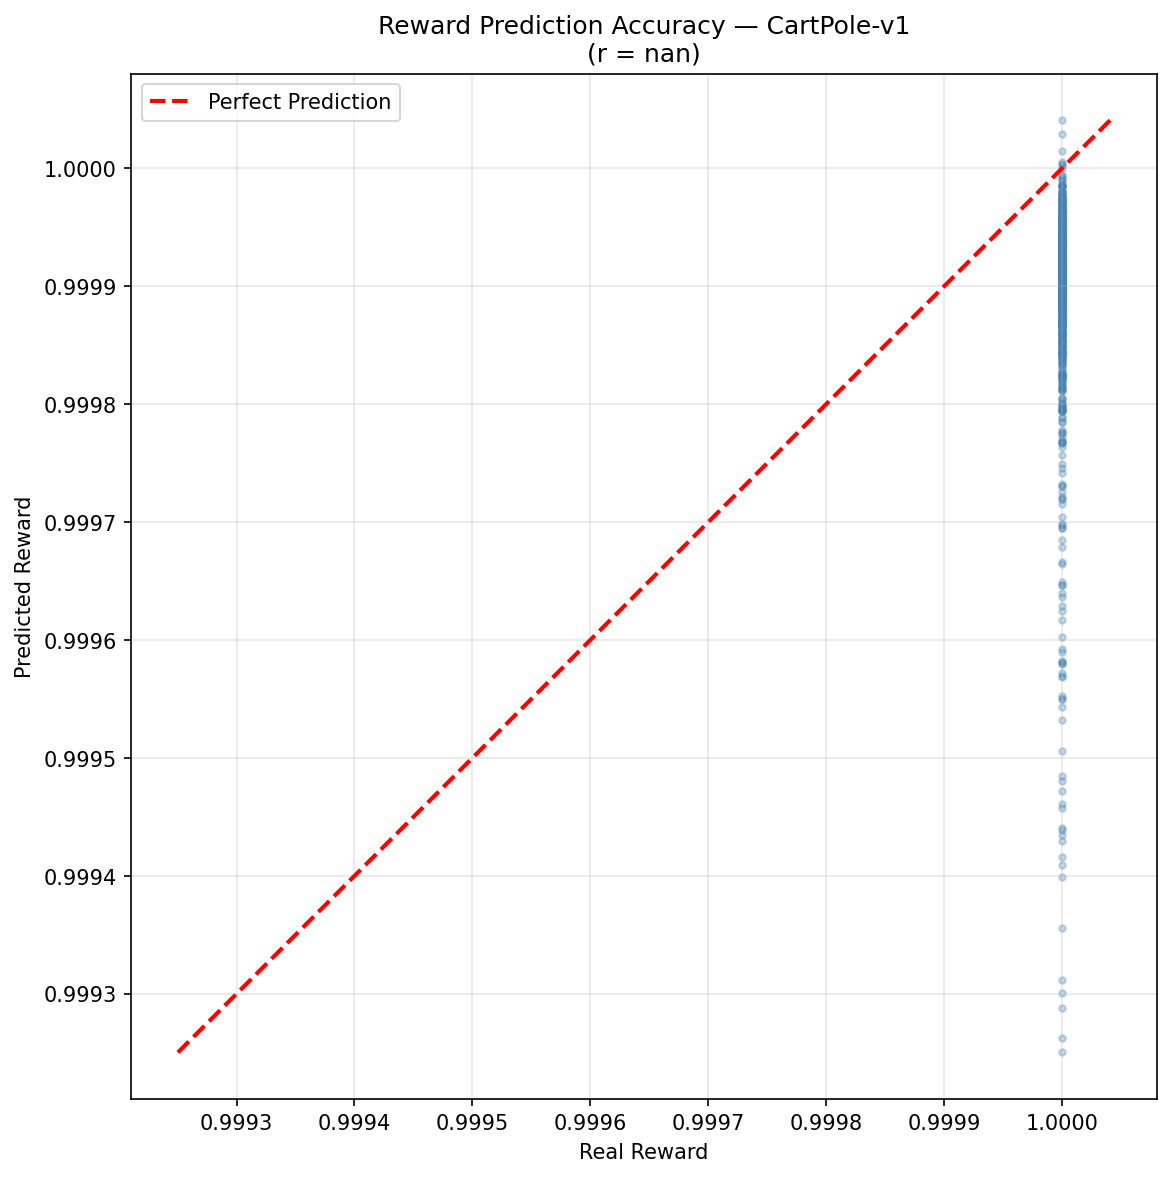 Reward Prediction Accuracy — CartPole-v1
(r = nan)
Perfect Prediction
Predicted Reward
1.0000
0.9999
0.9998
0.9997
0.9996
0.9995
0.9994
0.9993
0.9993 0.9994 0.9995 0.9996 0.9997 0.9998 0.9999 1.0000
Real Reward